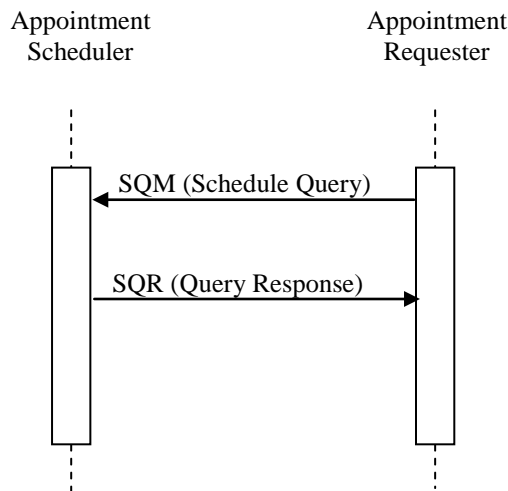 Appointment
Scheduler
Appointment
Requester
SQM (Schedule Query)
SQR (Query Response)